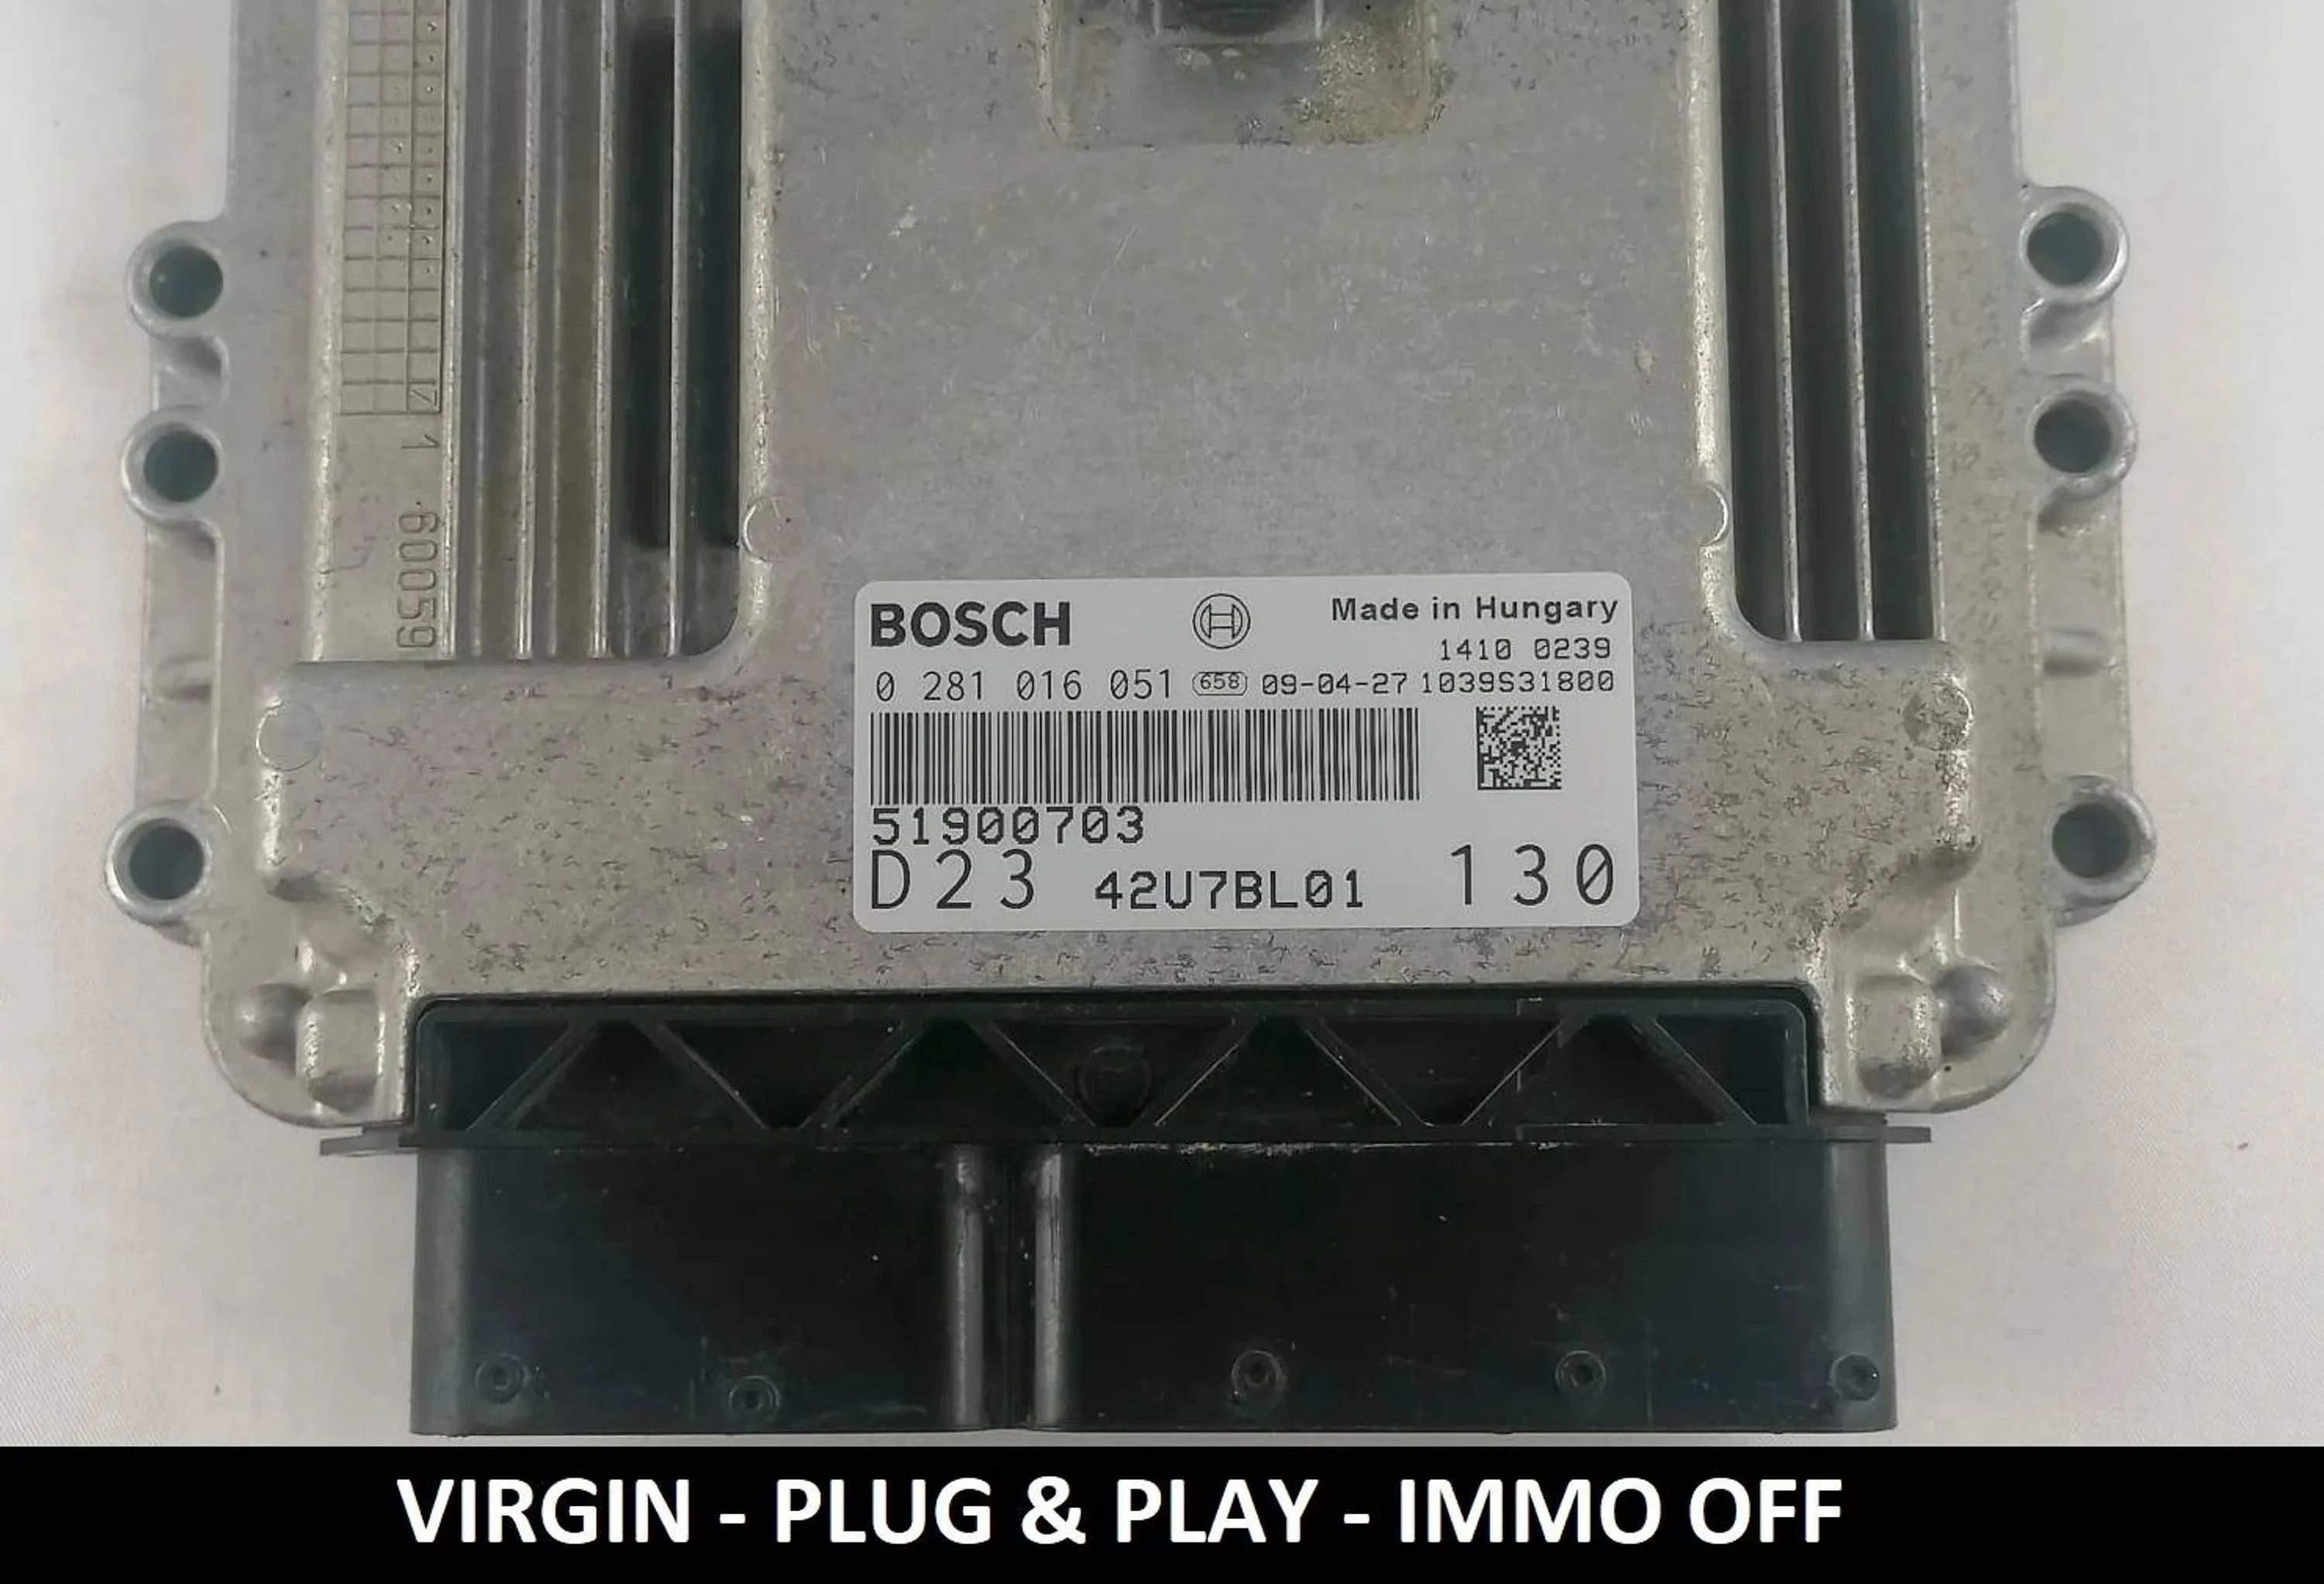 1
60059
BOSCH
Made in Hungary
1410 0239
0 281 016 051 658 09-04-27 1039S31800
51900703
D23 42U7BL01 130
VIRGIN - PLUG & PLAY - IMMO OFF